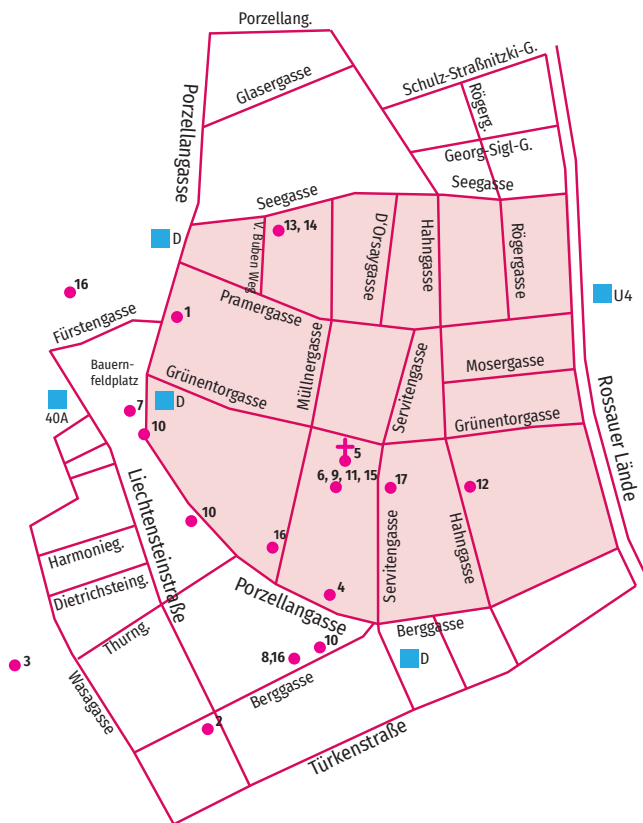 Porzellang.
Schulz-Straßnitzki-G.
Glasergasse
Rögerg.
Porzellangasse
Georg-Sigl-G.
Seegasse
Seegasse
V. Buben Weg
13, 14
D'Orsaygasse
Hahngasse
Rögergasse
D
16
U4
Pramergasse
1
Fürstengasse
Müllnergasse
Servitengasse
Mosergasse
Bauern-
feldplatz
Grünentorgasse
Rossauer Lände
40A
7
D
Grünentorgasse
10
5
6, 9, 11, 15
17
12
Liechtensteinstraße
10
Hahngasse
Servitengasse
Harmonieg.
16
Dietrichsteing.
4
Porzellangasse
Thurng.
Berggasse
10
3
8,16
D
Wasagasse
Berggasse
2
Türkenstraße